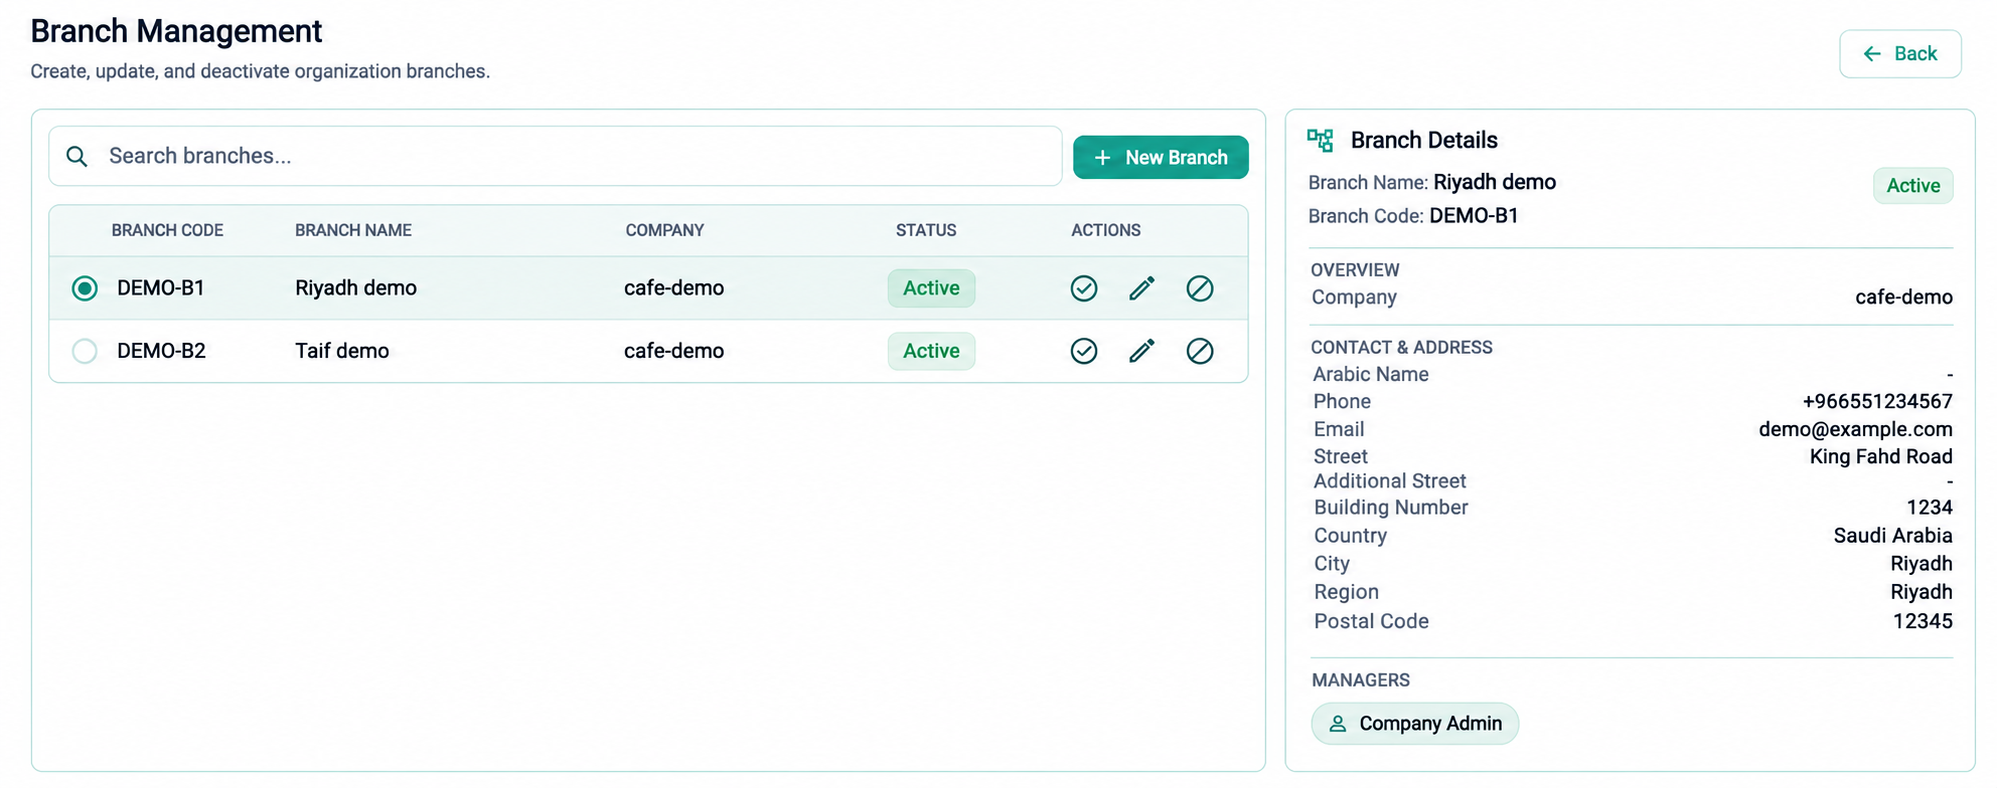 Branch Management
Create, update, and deactivate organization branches.
Back
Search branches...
New Branch
BRANCH CODE BRANCH NAME COMPANY STATUS ACTIONS
DEMO-B1 Riyadh demo cafe-demo Active
DEMO-B2 Taif demo cafe-demo Active
Branch Details
Branch Name: Riyadh demo
Active
Branch Code: DEMO-B1
OVERVIEW
Company cafe-demo
CONTACT & ADDRESS
Arabic Name -
Phone +966551234567
Email demo@example.com
Street King Fahd Road
Additional Street -
Building Number 1234
Country Saudi Arabia
City Riyadh
Region Riyadh
Postal Code 12345
MANAGERS
Company Admin